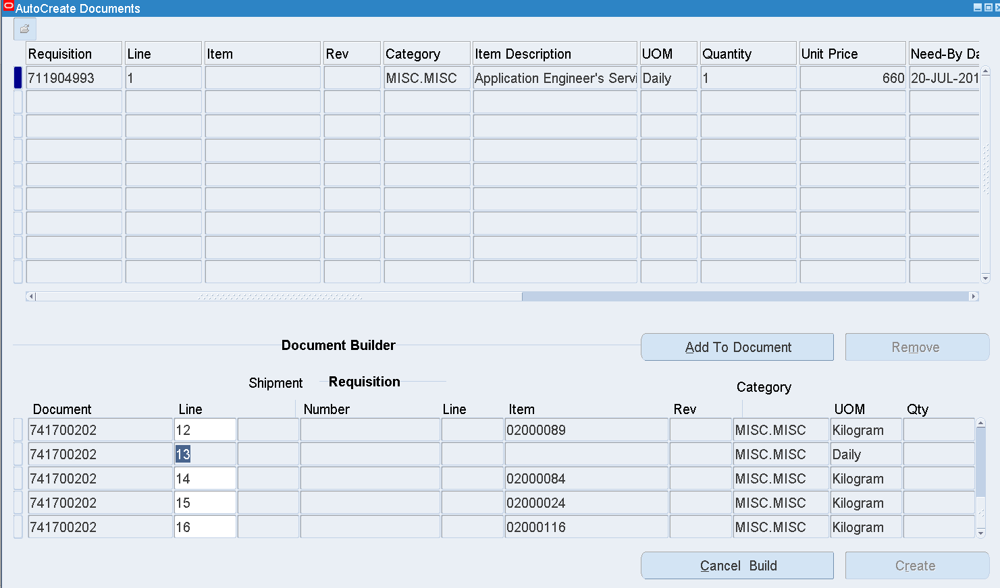 AutoCreate Documents
Requisition Line Item Rev Category Item Description UOM Quantity Unit Price Need-By Da
711904993 1 MISC.MISC Application Engineer's Servi Daily 1 660 20-JUL-201
Document Builder Add To Document Remove
Shipment Requisition Category
Document Line Number Line Item Rev UOM Qty
741700202 12 02000089 MISC.MISC Kilogram
741700202 13 MISC.MISC Daily
741700202 14 02000084 MISC.MISC Kilogram
741700202 15 02000024 MISC.MISC Kilogram
741700202 16 02000116 MISC.MISC Kilogram
Cancel Build Create